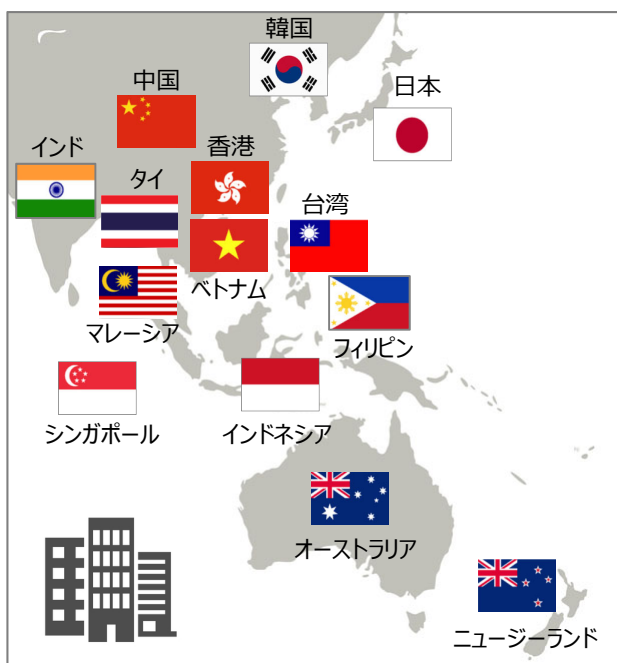 韓国
中国
日本
インド
タイ
香港
台湾
ベトナム
マレーシア
フィリピン
シンガポール
インドネシア
オーストラリア
ニュージーランド